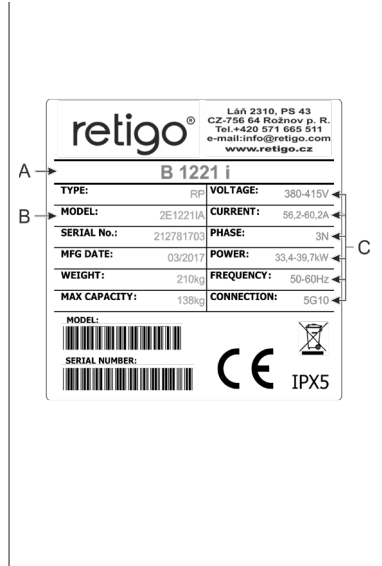 retigo®
Láň 2310, PS 43
CZ-756 64 Rožnov p. R.
Tel.+420 571 665 511
e-mail:info@retigo.com
www.retigo.cz
A
B 1221 i
TYPE: RP VOLTAGE: 380-415V
B MODEL: 2E1221IA CURRENT: 56,2-60,2A
SERIAL No.: 212781703 PHASE: 3N
C
MFG DATE: 03/2017 POWER: 33,4-39,7kW
WEIGHT: 210kg FREQUENCY: 50-60Hz
MAX CAPACITY: 138kg CONNECTION: 5G10
MODEL:
SERIAL NUMBER:
CE IPX5